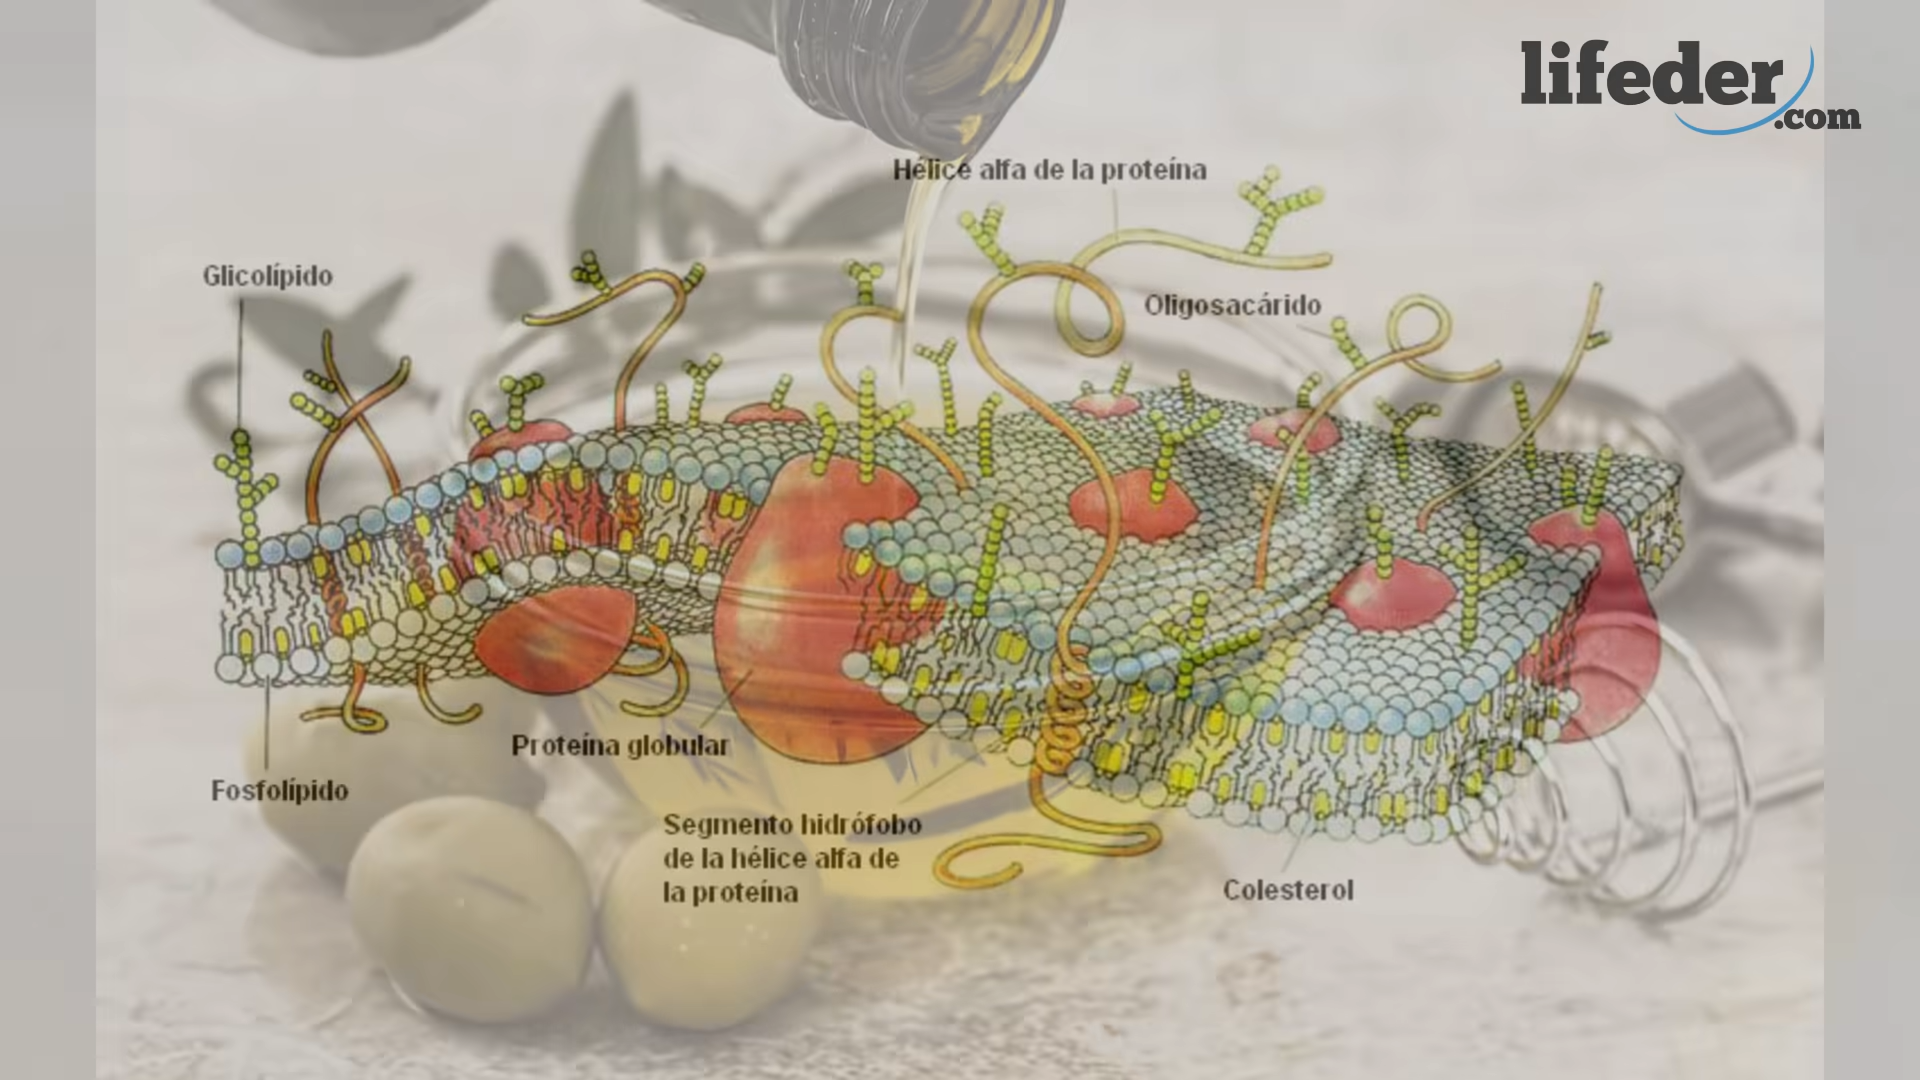 lifeder
.com
Hélice alfa de la proteína
Glicolípido
Oligosacárido
Proteína globular
Fosfolípido
Segmento hidrófobo
de la hélice alfa de
la proteína
Colesterol